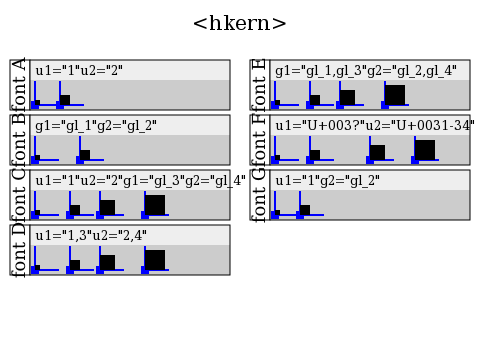 <hkern>
font A
u1="1"u2="2"
font B
g1="gl_1"g2="gl_2"
font C
u1="1"u2="2"g1="gl_3"g2="gl_4"
font D
u1="1,3"u2="2,4"
font E
g1="gl_1,gl_3"g2="gl_2,gl_4"
font F
u1="U+003?"u2="U+0031-34"
font G
u1="1"g2="gl_2"